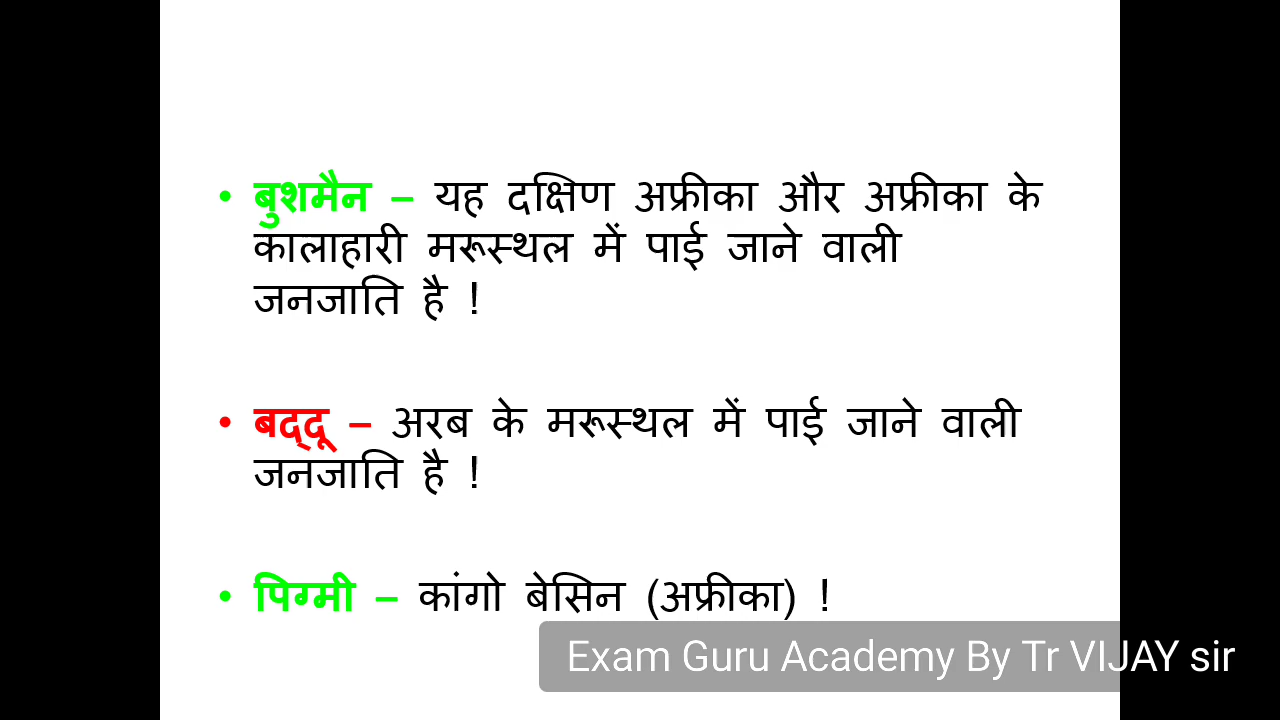 • बुशमैन – यह दक्षिण अफ्रीका और अफ्रीका के
कालाहारी मरूस्थल में पाई जाने वाली
जनजाति है !
• बद्दू – अरब के मरूस्थल में पाई जाने वाली
जनजाति है !
• पिग्मी – कांगो बेसिन (अफ्रीका) !
Exam Guru Academy By Tr VIJAY sir